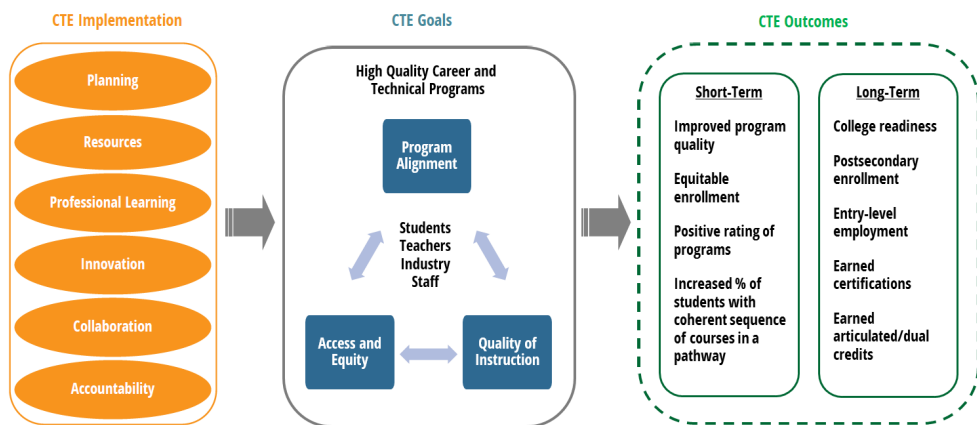 CTE Implementation
Planning
Resources
Professional Learning
Innovation
Collaboration
Accountability
CTE Goals
High Quality Career and
Technical Programs
Program
Alignment
Students
Teachers
Industry
Staff
Access and
Equity
Quality of
Instruction
CTE Outcomes
Short-Term
Improved program
quality
Equitable
enrollment
Positive rating of
programs
Increased % of
students with
coherent sequence
of courses in a
pathway
Long-Term
College readiness
Postsecondary
enrollment
Entry-level
employment
Earned
certifications
Earned
articulated/dual
credits